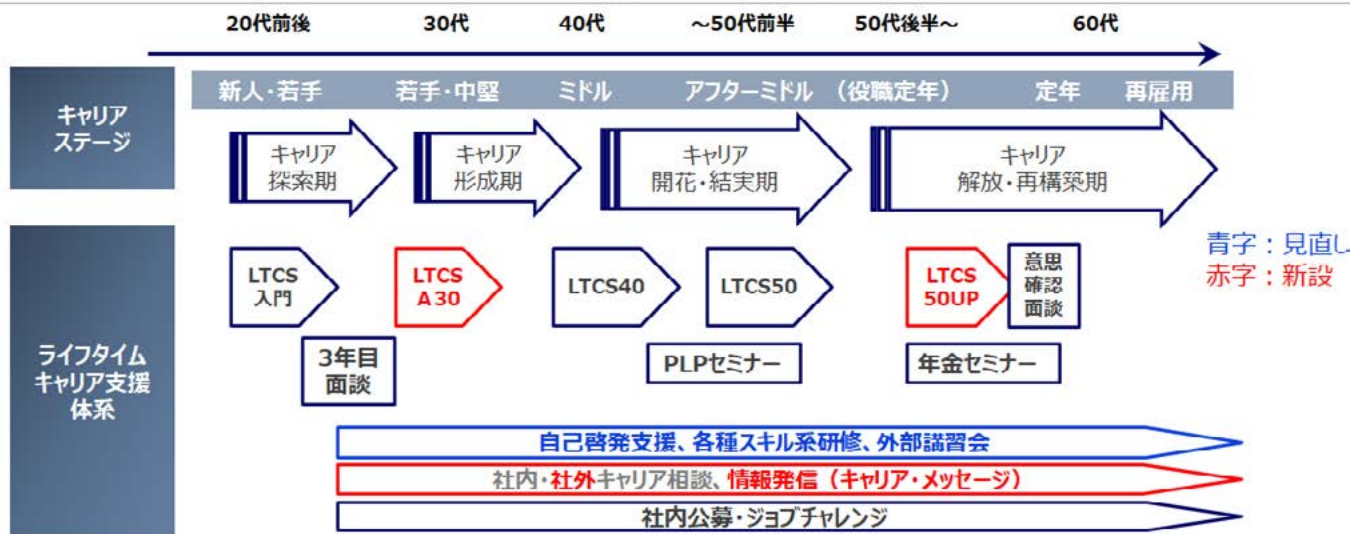 20代前後 30代 40代 ～50代前半 50代後半～ 60代
キャリア
ステージ
新人・若手 若手・中堅 ミドル アフターミドル （役職定年） 定年 再雇用
キャリア
探索期
キャリア
形成期
キャリア
開花・結実期
キャリア
解放・再構築期
青字：見直し
赤字：新設
ライフタイム
キャリア支援
体系
LTCS
入門
LTCS
A30
LTCS40
LTCS50
LTCS
50UP
意思
確認
面談
3年目
面談
PLPセミナー
年金セミナー
自己啓発支援、各種スキル系研修、外部講習会
社内・社外キャリア相談、情報発信（キャリア・メッセージ）
社内公募・ジョブチャレンジ